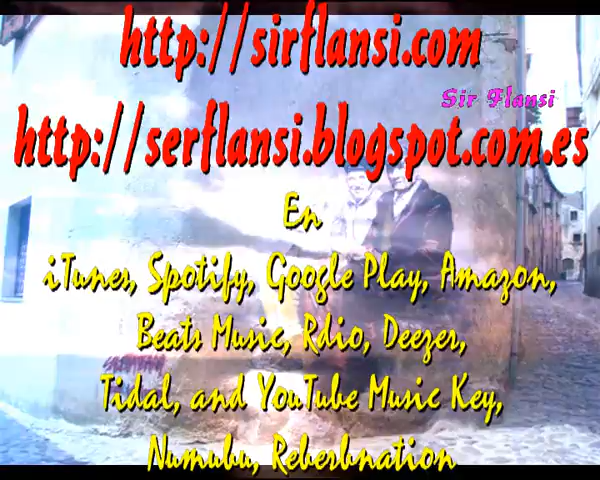 http://sirflansi.com
Sir Flansi
http://serflansi.blogspot.com.es
En
iTunes, Spotify, Google Play, Amazon,
Beats Music, Rdio, Deezer,
Tidal, and YouTube Music Key,
Numubu, Reberbnation